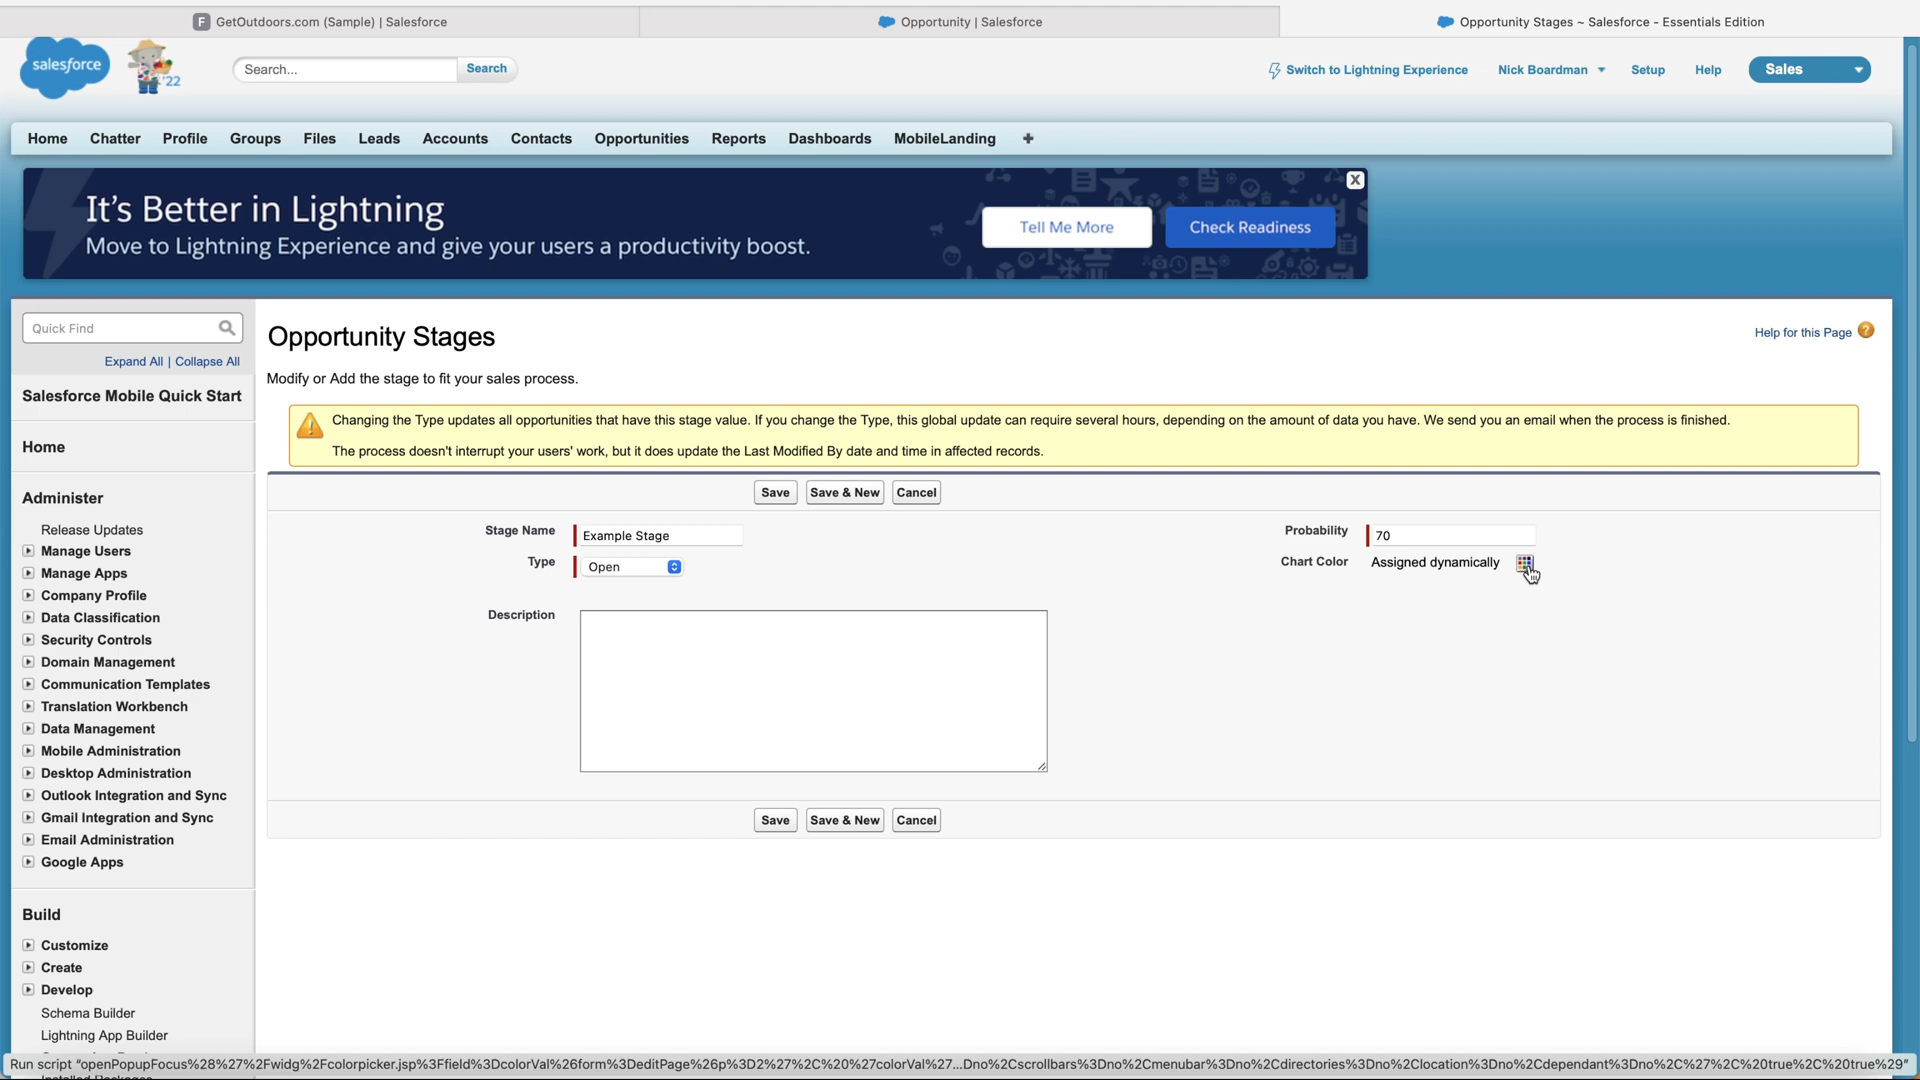 F GetOutdoors.com (Sample) | Salesforce
Opportunity | Salesforce
Opportunity Stages ~ Salesforce - Essentials Edition
salesforce
'22
Search...
Search
Switch to Lightning Experience
Nick Boardman
Setup
Help
Sales
Home
Chatter
Profile
Groups
Files
Leads
Accounts
Contacts
Opportunities
Reports
Dashboards
MobileLanding
+
It's Better in Lightning
Move to Lightning Experience and give your users a productivity boost.
Tell Me More
Check Readiness
X
Quick Find
Expand All | Collapse All
Salesforce Mobile Quick Start
Home
Administer
Release Updates
Manage Users
Manage Apps
Company Profile
Data Classification
Security Controls
Domain Management
Communication Templates
Translation Workbench
Data Management
Mobile Administration
Desktop Administration
Outlook Integration and Sync
Gmail Integration and Sync
Email Administration
Google Apps
Build
Customize
Create
Develop
Schema Builder
Lightning App Builder
Opportunity Stages
Help for this Page ?
Modify or Add the stage to fit your sales process.
Changing the Type updates all opportunities that have this stage value. If you change the Type, this global update can require several hours, depending on the amount of data you have. We send you an email when the process is finished.
The process doesn't interrupt your users' work, but it does update the Last Modified By date and time in affected records.
Save
Save & New
Cancel
Stage Name
Example Stage
Probability
70
Type
Open
Chart Color
Assigned dynamically
Description
Save
Save & New
Cancel
Run script "openPopupFocus%28%27%2Fwidg%2Fcolorpicker.jsp%3Ffield%3DcolorVal%26form%3DeditPage%26p%3D2%27%2C%20%27colorVal%27...Dno%2Cscrollbars%3Dno%2Cmenubar%3Dno%2Cdirectories%3Dno%2Clocation%3Dno%2Cdependant%3Dno%2C%27%2C%20true%2C%20true%29"